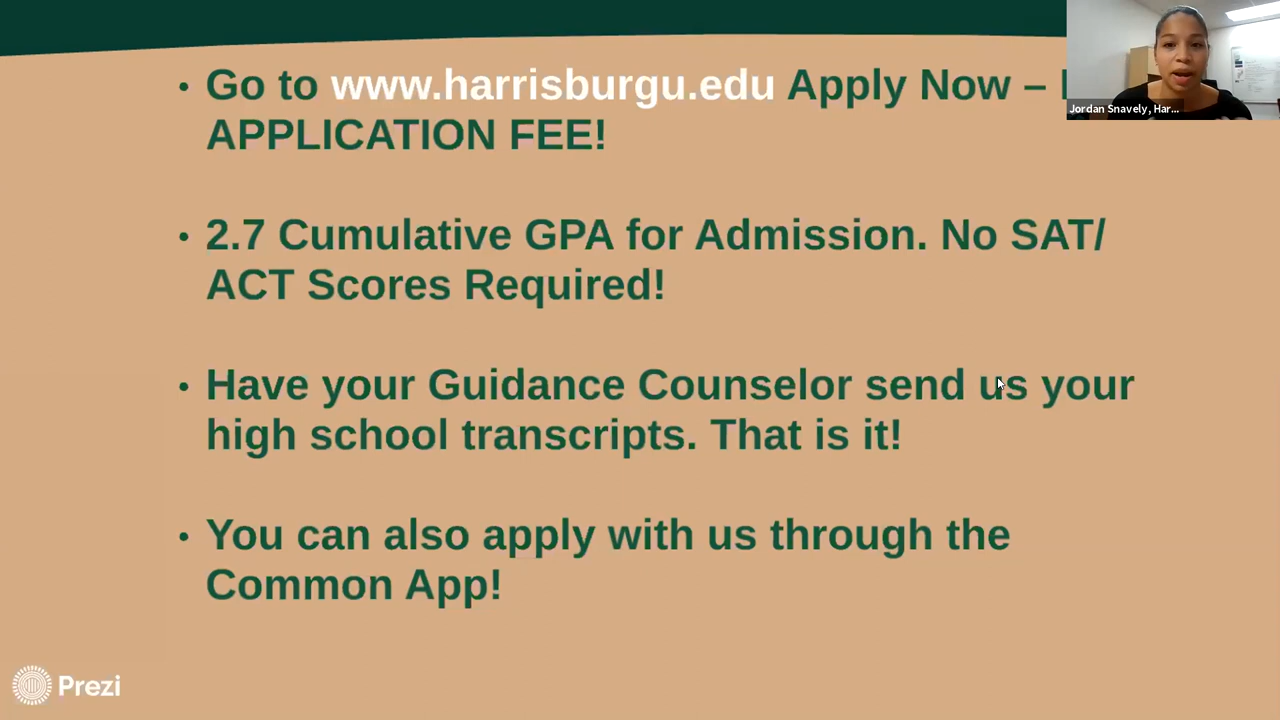 • Go to www.harrisburgu.edu Apply Now –
APPLICATION FEE!
• 2.7 Cumulative GPA for Admission. No SAT/
ACT Scores Required!
• Have your Guidance Counselor send us your
high school transcripts. That is it!
• You can also apply with us through the
Common App!
Jordan Snavely, Har...
Prezi